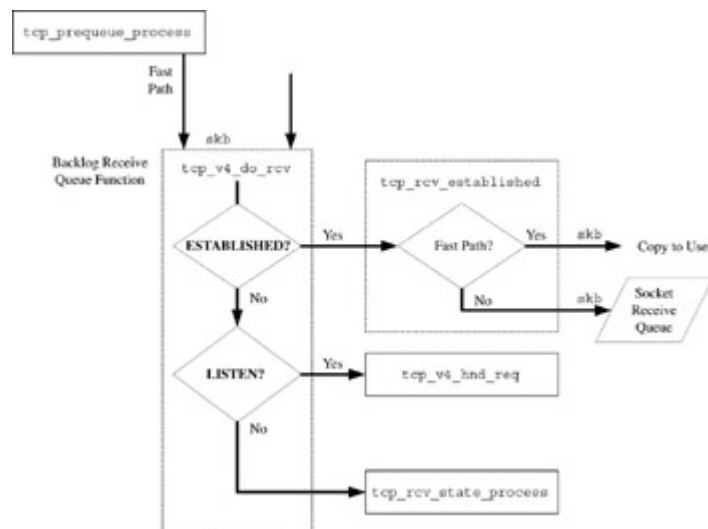 tcp_prequeue_process
Fast
Path
skb
Backlog Receive
Queue Function
tcp_v4_do_rcv
tcp_rcv_established
ESTABLISHED?
Yes
Fast Path?
Yes
skb
Copy to User
No
No
skb
Socket
Receive
Queue
LISTEN?
Yes
tcp_v4_hnd_req
No
tcp_rcv_state_process